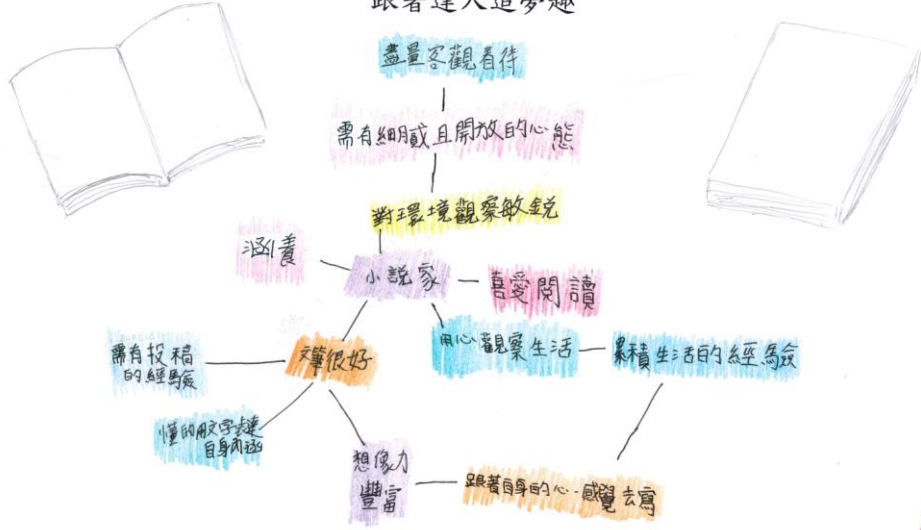 跟著達人追夢趣
盡量客觀看待
需有細膩且開放的心態
對環境觀察敏銳
涵養
小說家
喜愛閱讀
用心觀察生活
累積生活的經驗
需有投稿
的經驗
文筆很好
懂的用文字表達
自身內涵
想像力
豐富
跟著自身的心、感覺去寫